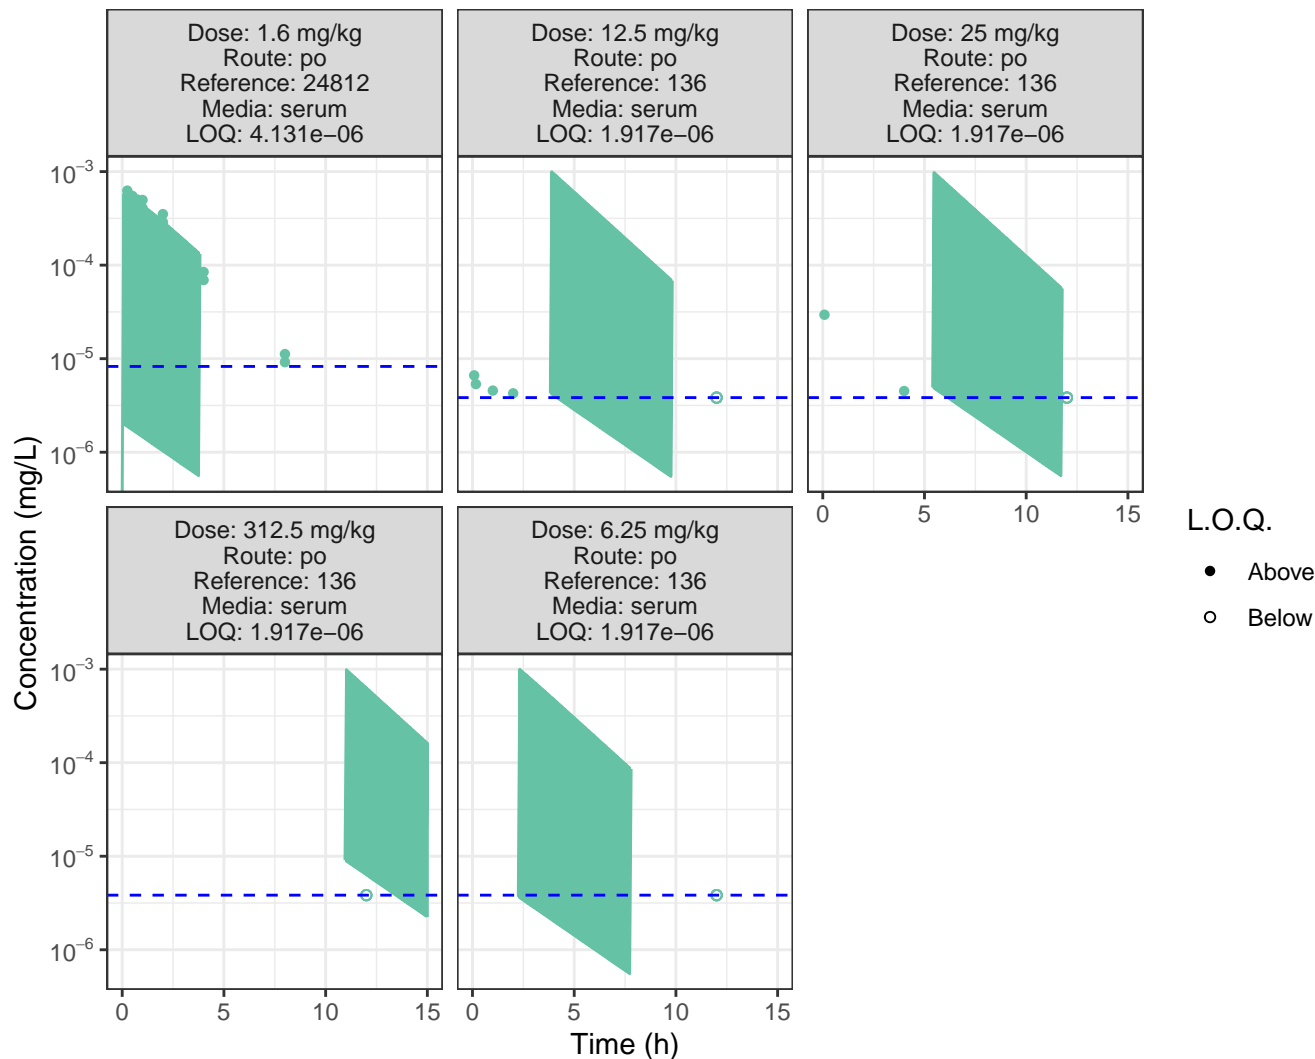 Dose: 1.6 mg/kg
Route: po
Reference: 24812
Media: serum
LOQ: 4.131e−06
Dose: 12.5 mg/kg
Route: po
Reference: 136
Media: serum
LOQ: 1.917e−06
Dose: 25 mg/kg
Route: po
Reference: 136
Media: serum
LOQ: 1.917e−06
10⁻³
10⁻⁴
10⁻⁵
10⁻⁶
0 5 10 15
Dose: 312.5 mg/kg
Route: po
Reference: 136
Media: serum
LOQ: 1.917e−06
Dose: 6.25 mg/kg
Route: po
Reference: 136
Media: serum
LOQ: 1.917e−06
10⁻³
10⁻⁴
10⁻⁵
10⁻⁶
0 5 10 15
0 5 10 15
Concentration (mg/L)
Time (h)
L.O.Q.
Above
Below